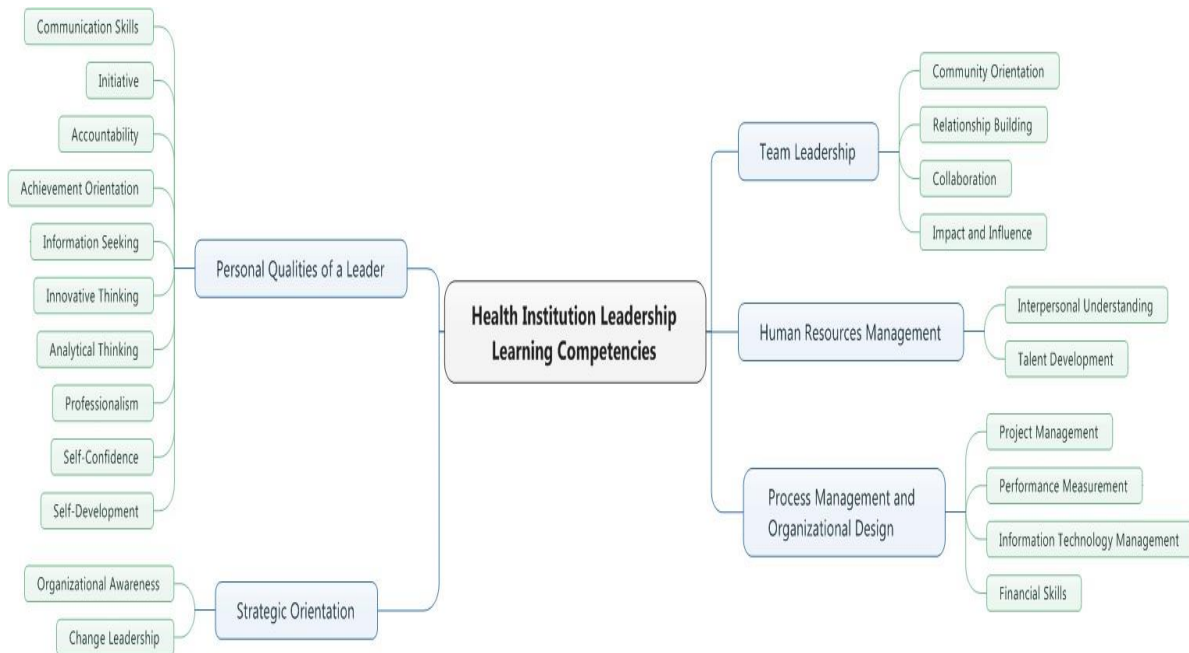 Communication Skills
Initiative
Accountability
Achievement Orientation
Information Seeking
Innovative Thinking
Analytical Thinking
Professionalism
Self-Confidence
Self-Development
Personal Qualities of a Leader
Organizational Awareness
Change Leadership
Strategic Orientation
Health Institution Leadership
Learning Competencies
Team Leadership
Community Orientation
Relationship Building
Collaboration
Impact and Influence
Human Resources Management
Interpersonal Understanding
Talent Development
Process Management and
Organizational Design
Project Management
Performance Measurement
Information Technology Management
Financial Skills